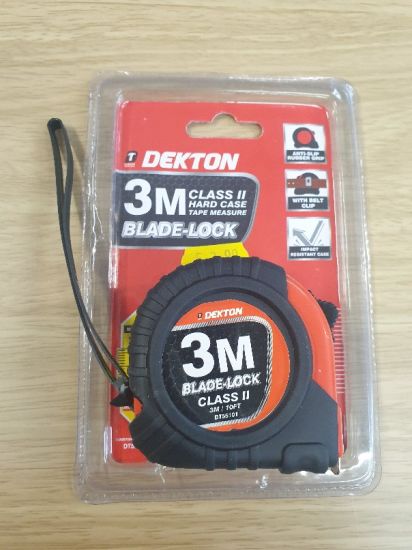 DEKTON
3M
CLASS II
HARD CASE
TAPE MEASURE
BLADE-LOCK
ANTI-SLIP
RUBBER GRIP
WITH BELT
CLIP
IMPACT
RESISTANT CASE
DEKTON
3M
BLADE-LOCK
CLASS II
3M / 10FT
DT55101